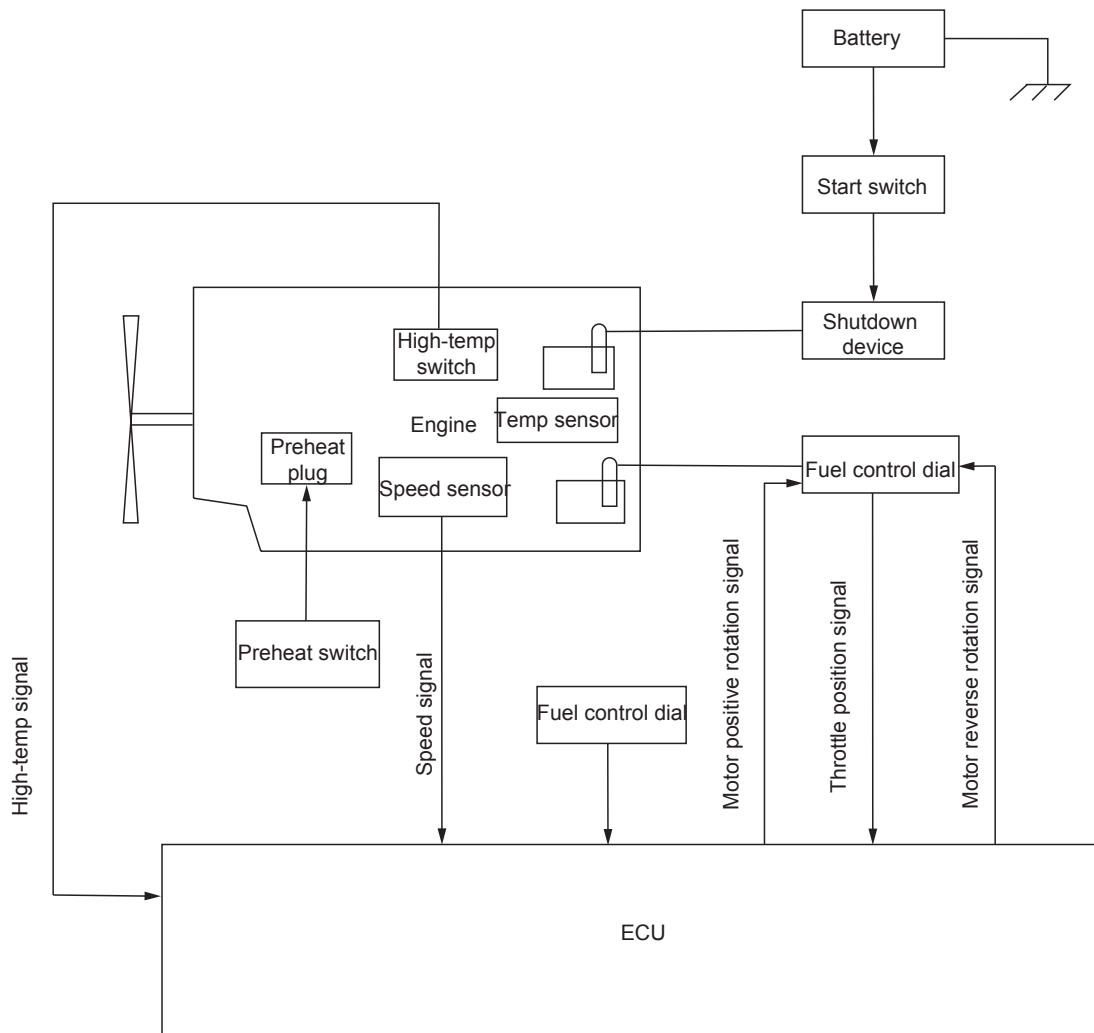 Battery
Start switch
Shutdown
device
High-temp
switch
Engine
Temp sensor
Preheat
plug
Speed sensor
Fuel control dial
Preheat switch
Fuel control dial
High-temp signal
Speed signal
Motor positive rotation signal
Throttle position signal
Motor reverse rotation signal
ECU